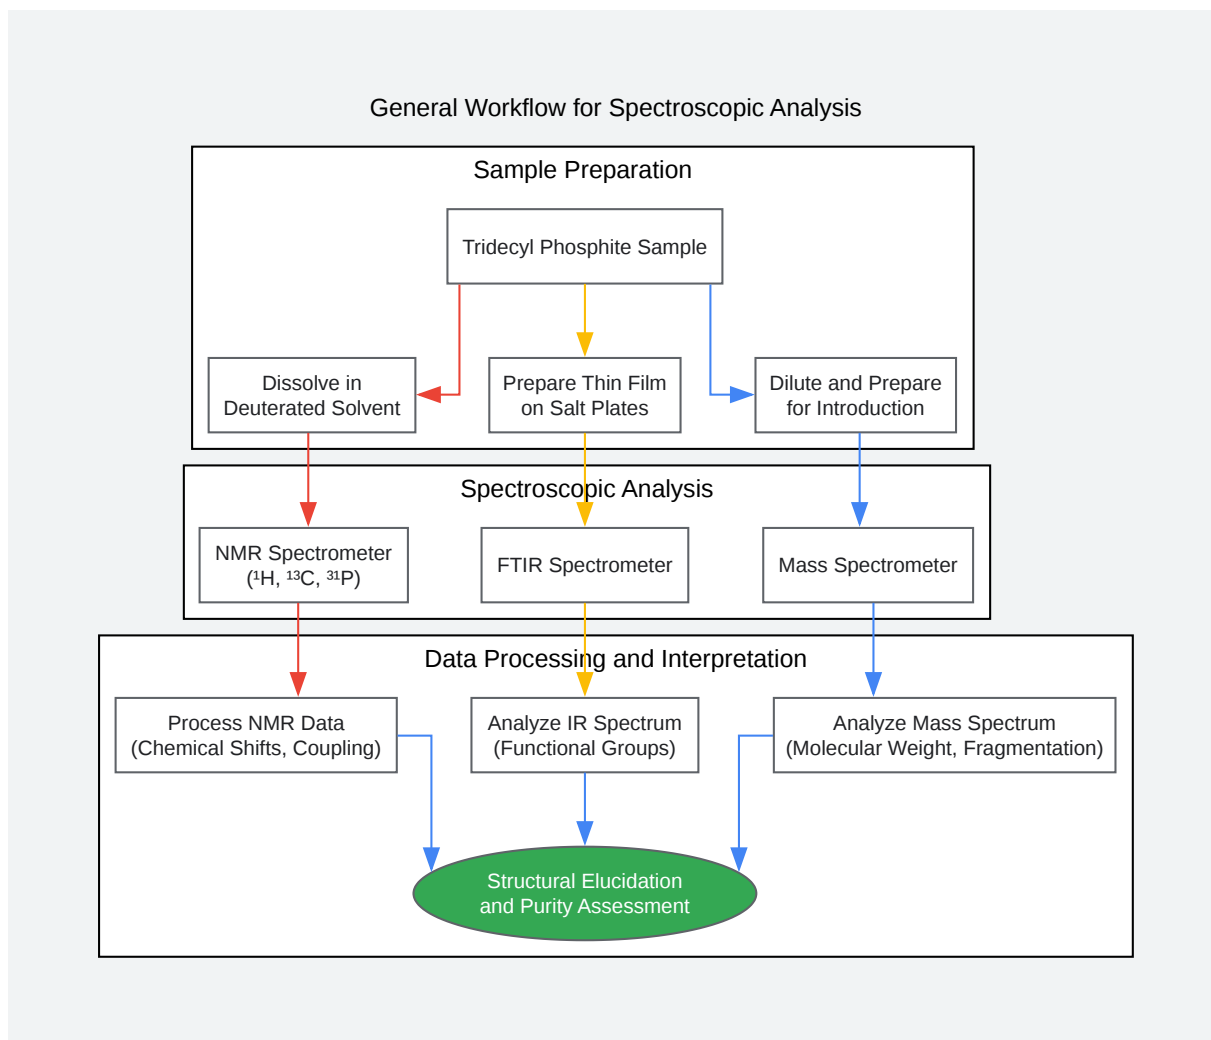 General Workflow for Spectroscopic Analysis
Sample Preparation
Tridecyl Phosphite Sample
Dissolve in
Deuterated Solvent
Prepare Thin Film
on Salt Plates
Dilute and Prepare
for Introduction
Spectroscopic Analysis
NMR Spectrometer
(¹H, ¹³C, ³¹P)
FTIR Spectrometer
Mass Spectrometer
Data Processing and Interpretation
Process NMR Data
(Chemical Shifts, Coupling)
Analyze IR Spectrum
(Functional Groups)
Analyze Mass Spectrum
(Molecular Weight, Fragmentation)
Structural Elucidation
and Purity Assessment